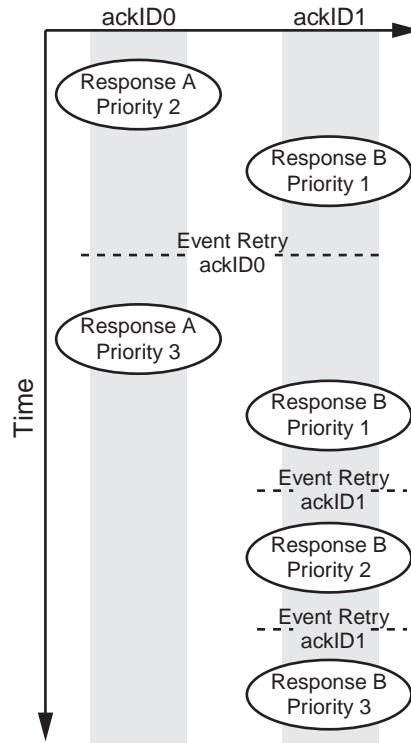 ackID0
ackID1
Response A
Priority 2
Response B
Priority 1
Event Retry
ackID0
Response A
Priority 3
Response B
Priority 1
Event Retry
ackID1
Response B
Priority 2
Event Retry
ackID1
Response B
Priority 3
Time